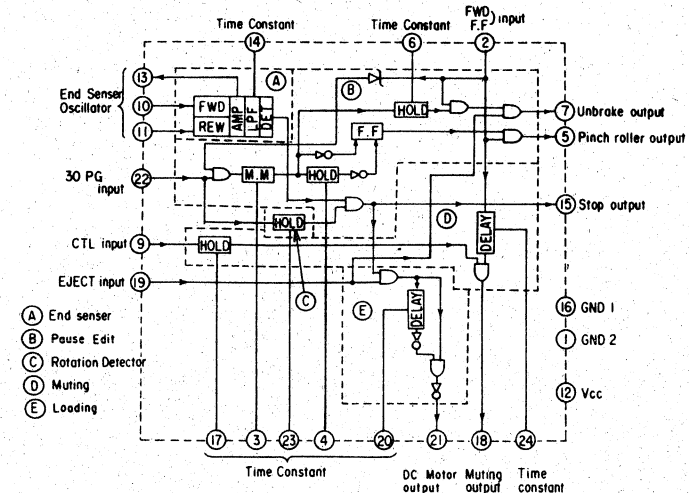 Time Constant
Time Constant
FWD
F.F ) input
14
6
2
13
A
End Senser
Oscillator
10
FWD
AMP
LPF
DET
B
HOLD
7
Unbrake output
11
REW
F.F
5
Pinch roller output
30 PG
input
22
M.M
HOLD
15
Stop output
HOLD
D
DELAY
CTL input
9
HOLD
EJECT input
19
C
E
DELAY
16
GND 1
A
End senser
B
Pause Edit
1
GND 2
C
Rotation Detector
D
Muting
12
Vcc
E
Loading
17
3
23
4
20
21
18
24
Time Constant
DC Motor
output
Muting
output
Time
constant